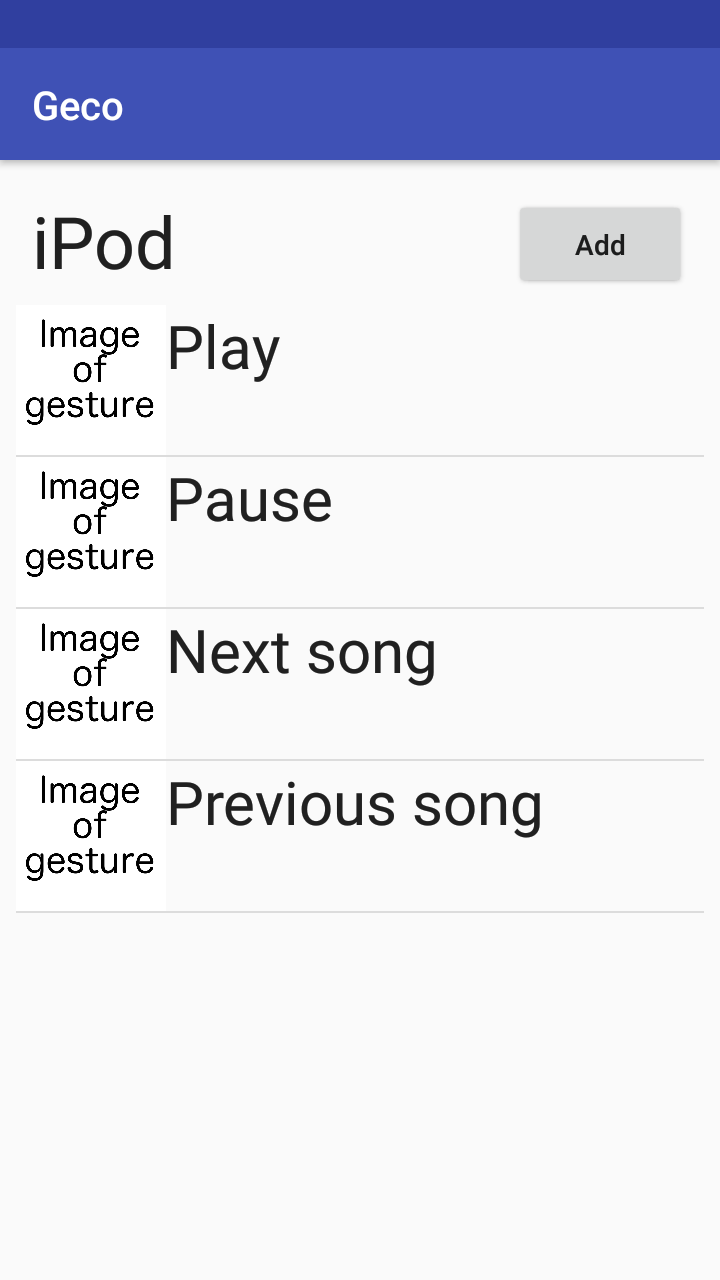 Geco
iPod
Add
Image
of
gesture
Play
Image
of
gesture
Pause
Image
of
gesture
Next song
Image
of
gesture
Previous song